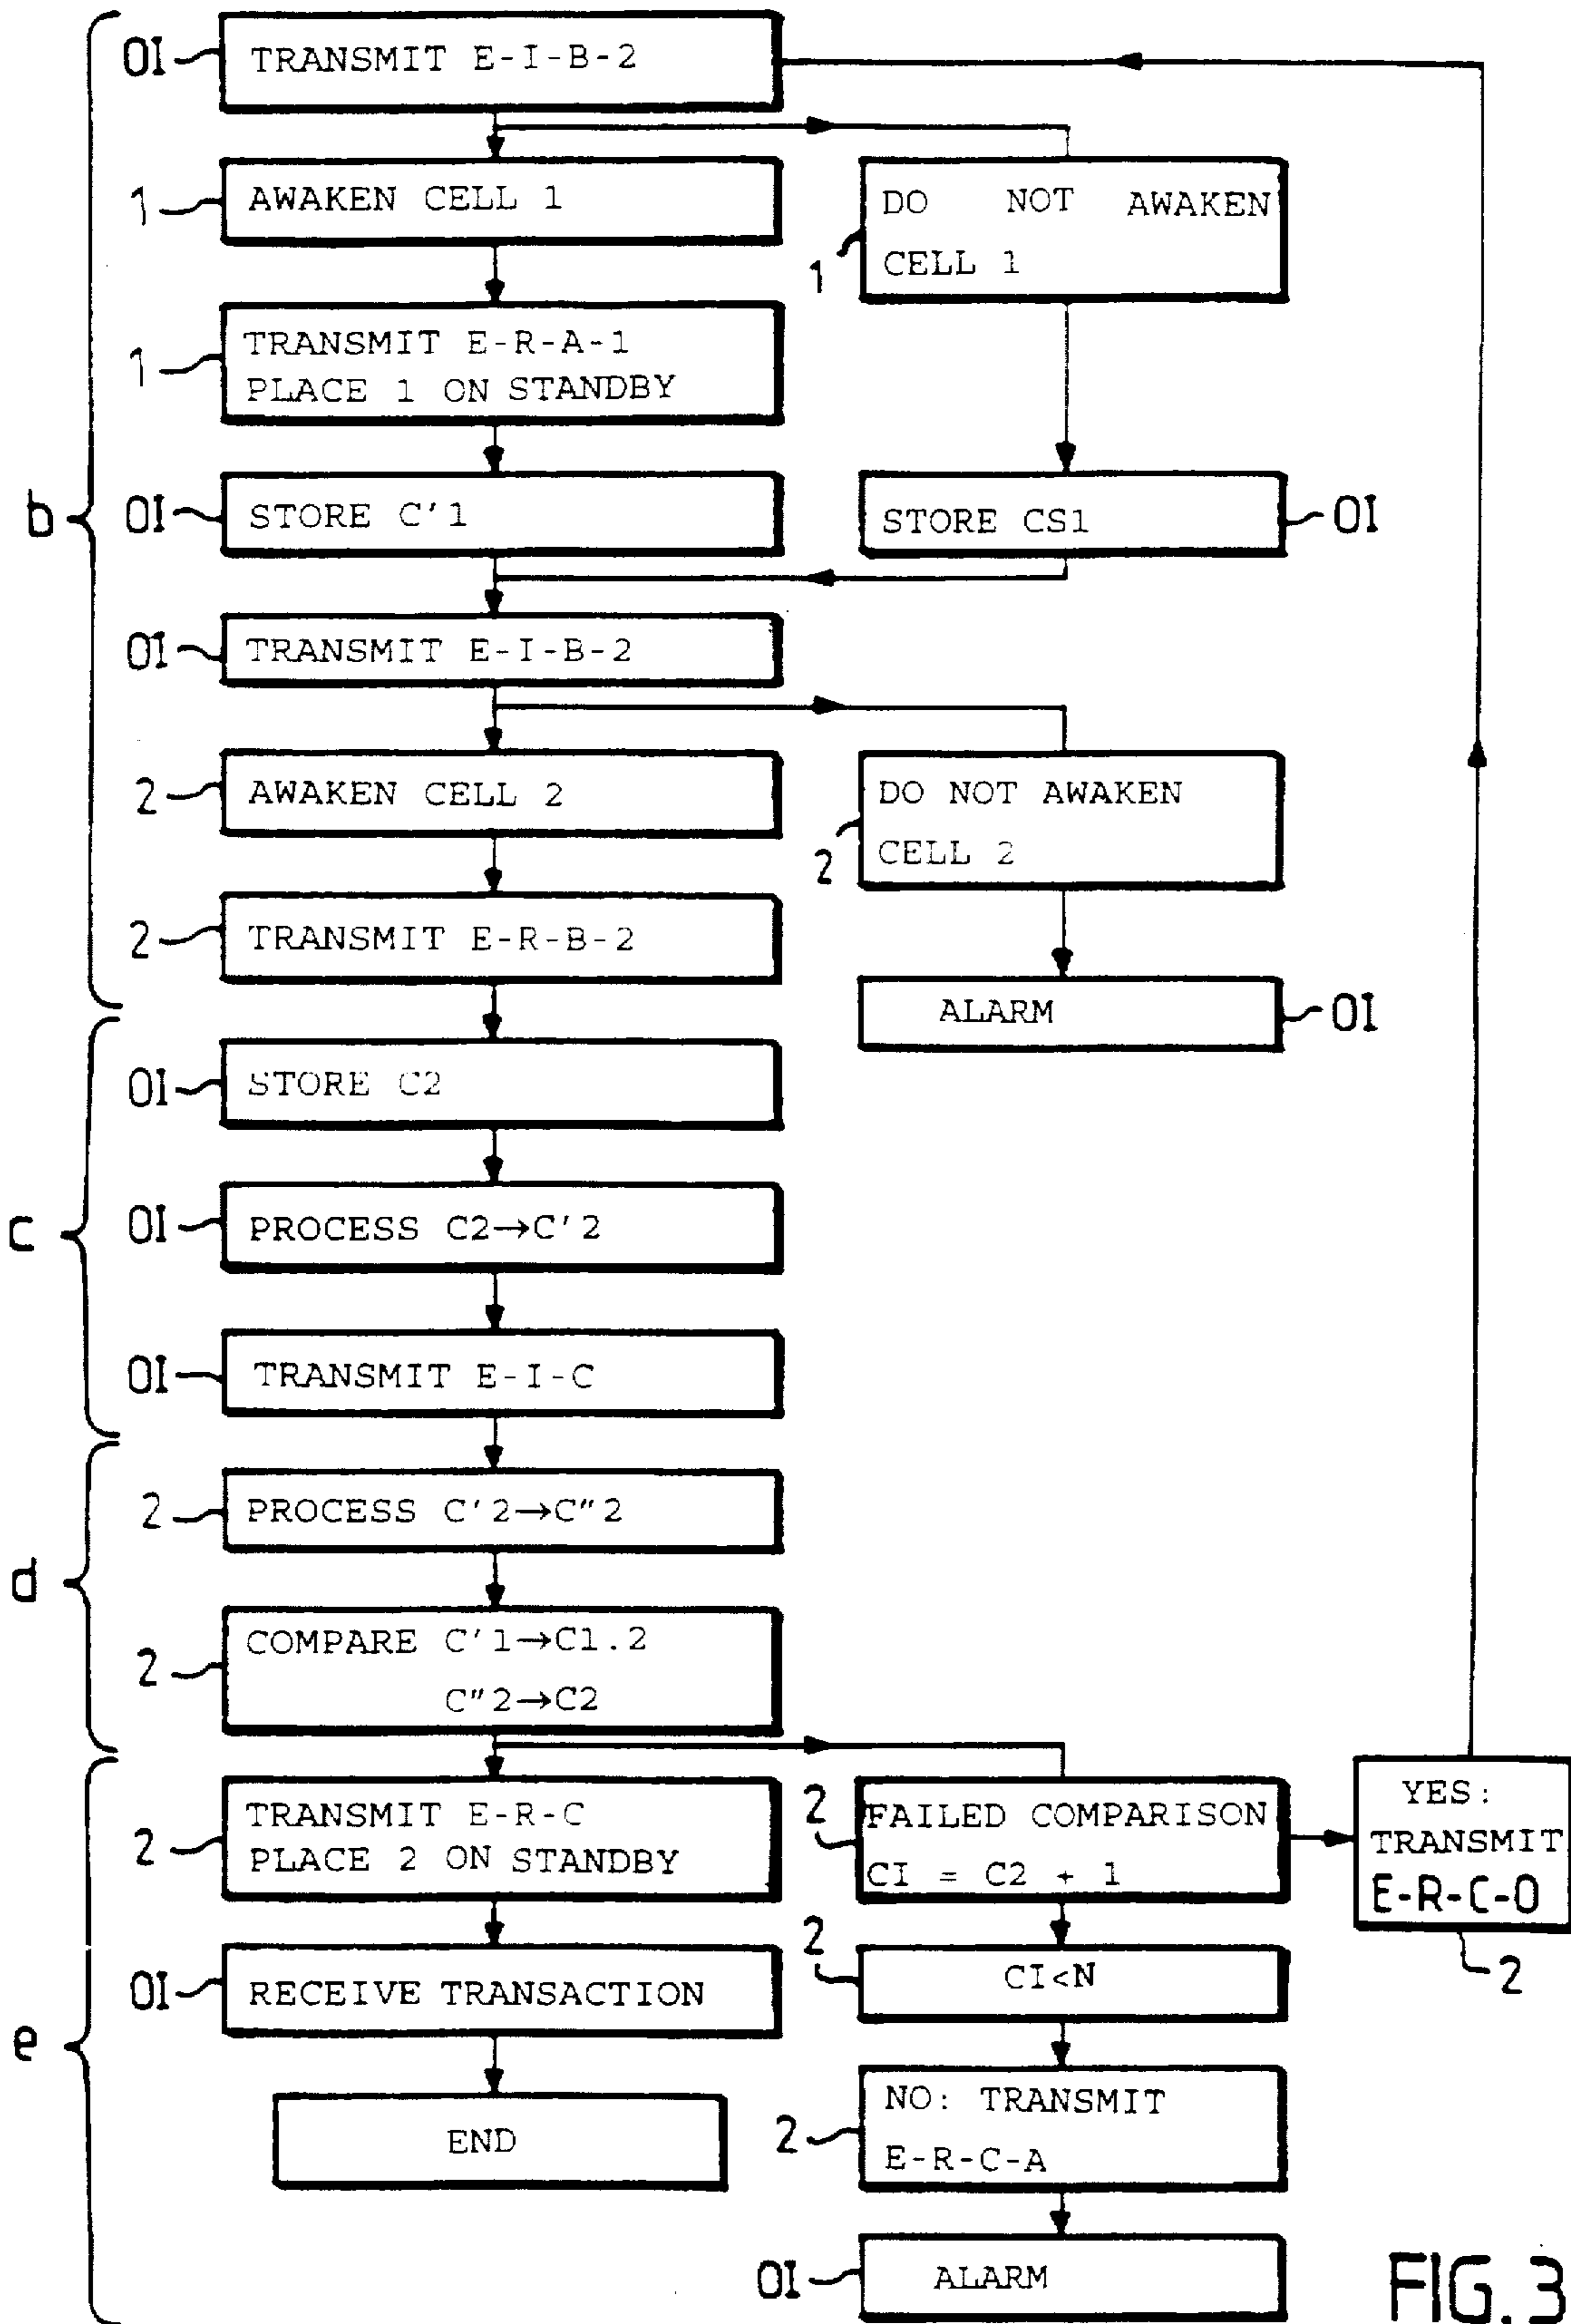 OI TRANSMIT E-I-B-2
1 AWAKEN CELL 1
DO NOT AWAKEN
1 CELL 1
1 TRANSMIT E-R-A-1
PLACE 1 ON STANDBY
b
OI STORE C'1
STORE CS1 OI
OI TRANSMIT E-I-B-2
2 AWAKEN CELL 2
DO NOT AWAKEN
2 CELL 2
2 TRANSMIT E-R-B-2
ALARM OI
OI STORE C2
c
OI PROCESS C2→C'2
OI TRANSMIT E-I-C
d
2 PROCESS C'2→C"2
2 COMPARE C'1→C1.2
C"2→C2
e
2 TRANSMIT E-R-C
PLACE 2 ON STANDBY
2 FAILED COMPARISON
CI = C2 + 1
YES:
TRANSMIT
E-R-C-O
2
OI RECEIVE TRANSACTION
2 CI<N
END
2 NO: TRANSMIT
E-R-C-A
OI ALARM
FIG.3